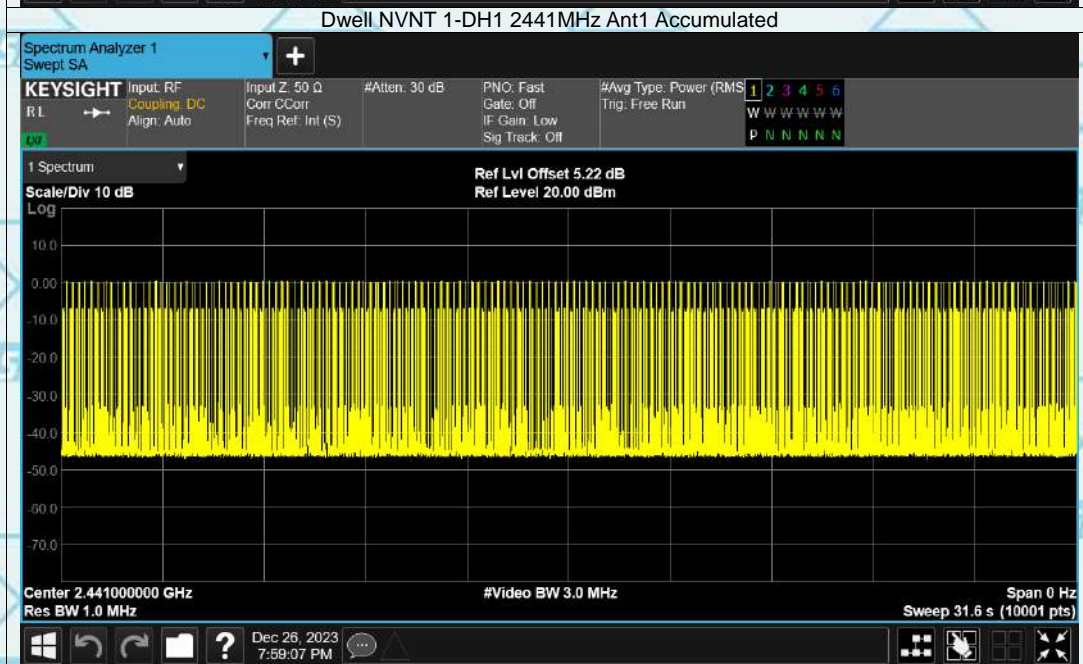 Dwell NVNT 1-DH1 2441MHz Ant1 Accumulated
Spectrum Analyzer 1
Swept SA
+
KEYSIGHT Input: RF Input Z: 50 Ω #Atten: 30 dB PNO: Fast #Avg Type: Power (RMS 1 2 3 4 5 6
RL Coupling: DC Corr CCorr Gate: Off Trig: Free Run W W W W W W
Align: Auto Freq Ref: Int (S) IF Gain: Low
LXI Sig Track: Off P N N N N N
1 Spectrum
Ref Lvl Offset 5.22 dB
Scale/Div 10 dB Ref Level 20.00 dBm
Log
10.0
0.00
-10.0
-20.0
-30.0
-40.0
-50.0
-60.0
-70.0
Center 2.441000000 GHz #Video BW 3.0 MHz Span 0 Hz
Res BW 1.0 MHz Sweep 31.6 s (10001 pts)
? Dec 26, 2023
7:59:07 PM